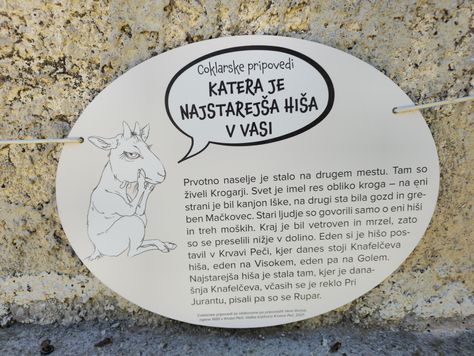 Coklarske pripovedi
KATERA JE
NAJSTAREJŠA HIŠA
V VASI
Prvotno naselje je stalo na drugem mestu. Tam so
živeli Krogarji. Svet je imel res obliko kroga – na eni
strani je bil kanjon Iške, na drugi sta bila gozd in gre-
ben Mačkovec. Stari ljudje so govorili samo o eni hiši
in treh moških. Kraj je bil vetroven in mrzel, zato
so se preselili nižje v dolino. Eden si je hišo pos-
tavil v Krvavi Peči, kjer danes stoji Knafelčeva
hiša, eden na Visokem, eden pa na Golem.
Najstarejša hiša je stala tam, kjer je dana-
šnja Knafelčeva, včasih se je reklo Pri
Jurantu, pisali pa so se Rupar.